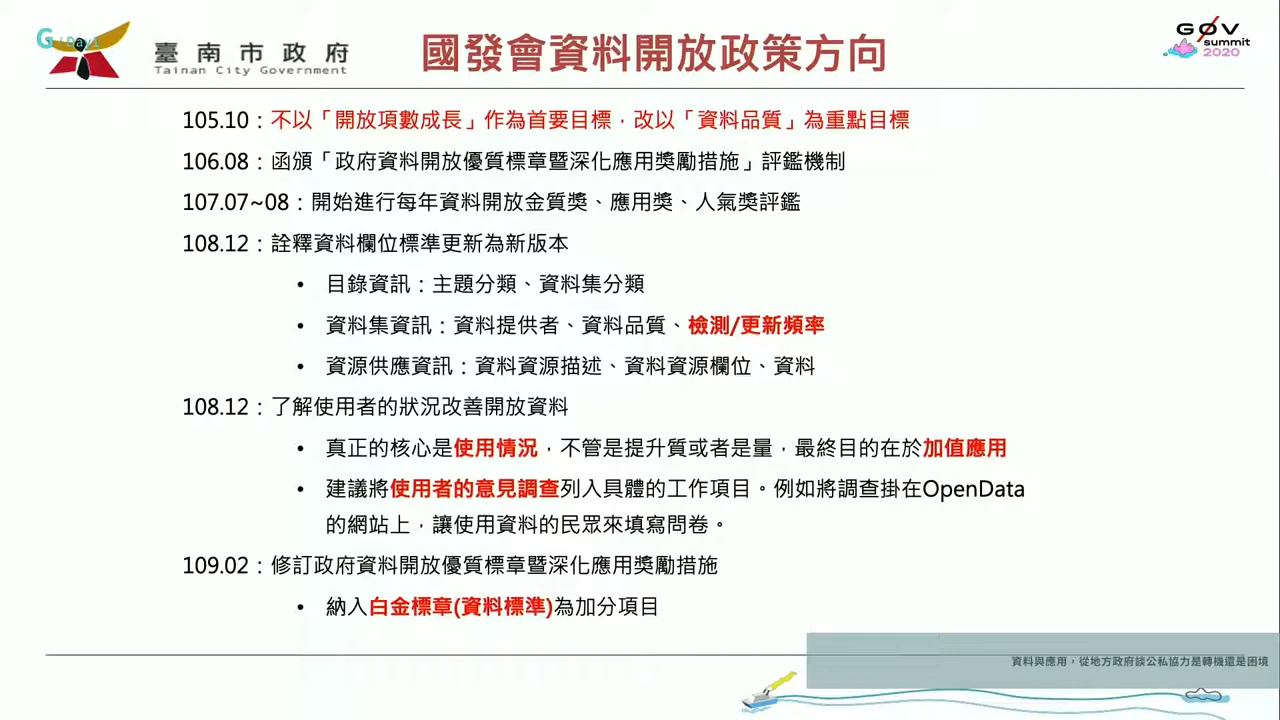 G'Day!
臺南市政府
Tainan City Government
國發會資料開放政策方向
GØV
summit
2020
105.10：不以「開放項數成長」作為首要目標，改以「資料品質」為重點目標
106.08：函頒「政府資料開放優質標章暨深化應用獎勵措施」評鑑機制
107.07~08：開始進行每年資料開放金質獎、應用獎、人氣獎評鑑
108.12：詮釋資料欄位標準更新為新版本
• 目錄資訊：主題分類、資料集分類
• 資料集資訊：資料提供者、資料品質、檢測/更新頻率
• 資源供應資訊：資料資源描述、資料資源欄位、資料
108.12：了解使用者的狀況改善開放資料
• 真正的核心是使用情況，不管是提升質或者是量，最終目的在於加值應用
• 建議將使用者的意見調查列入具體的工作項目。例如將調查掛在OpenData
的網站上，讓使用資料的民眾來填寫問卷。
109.02：修訂政府資料開放優質標章暨深化應用獎勵措施
• 納入白金標章(資料標準)為加分項目
資料與應用，從地方政府談公私協力是轉機還是困境